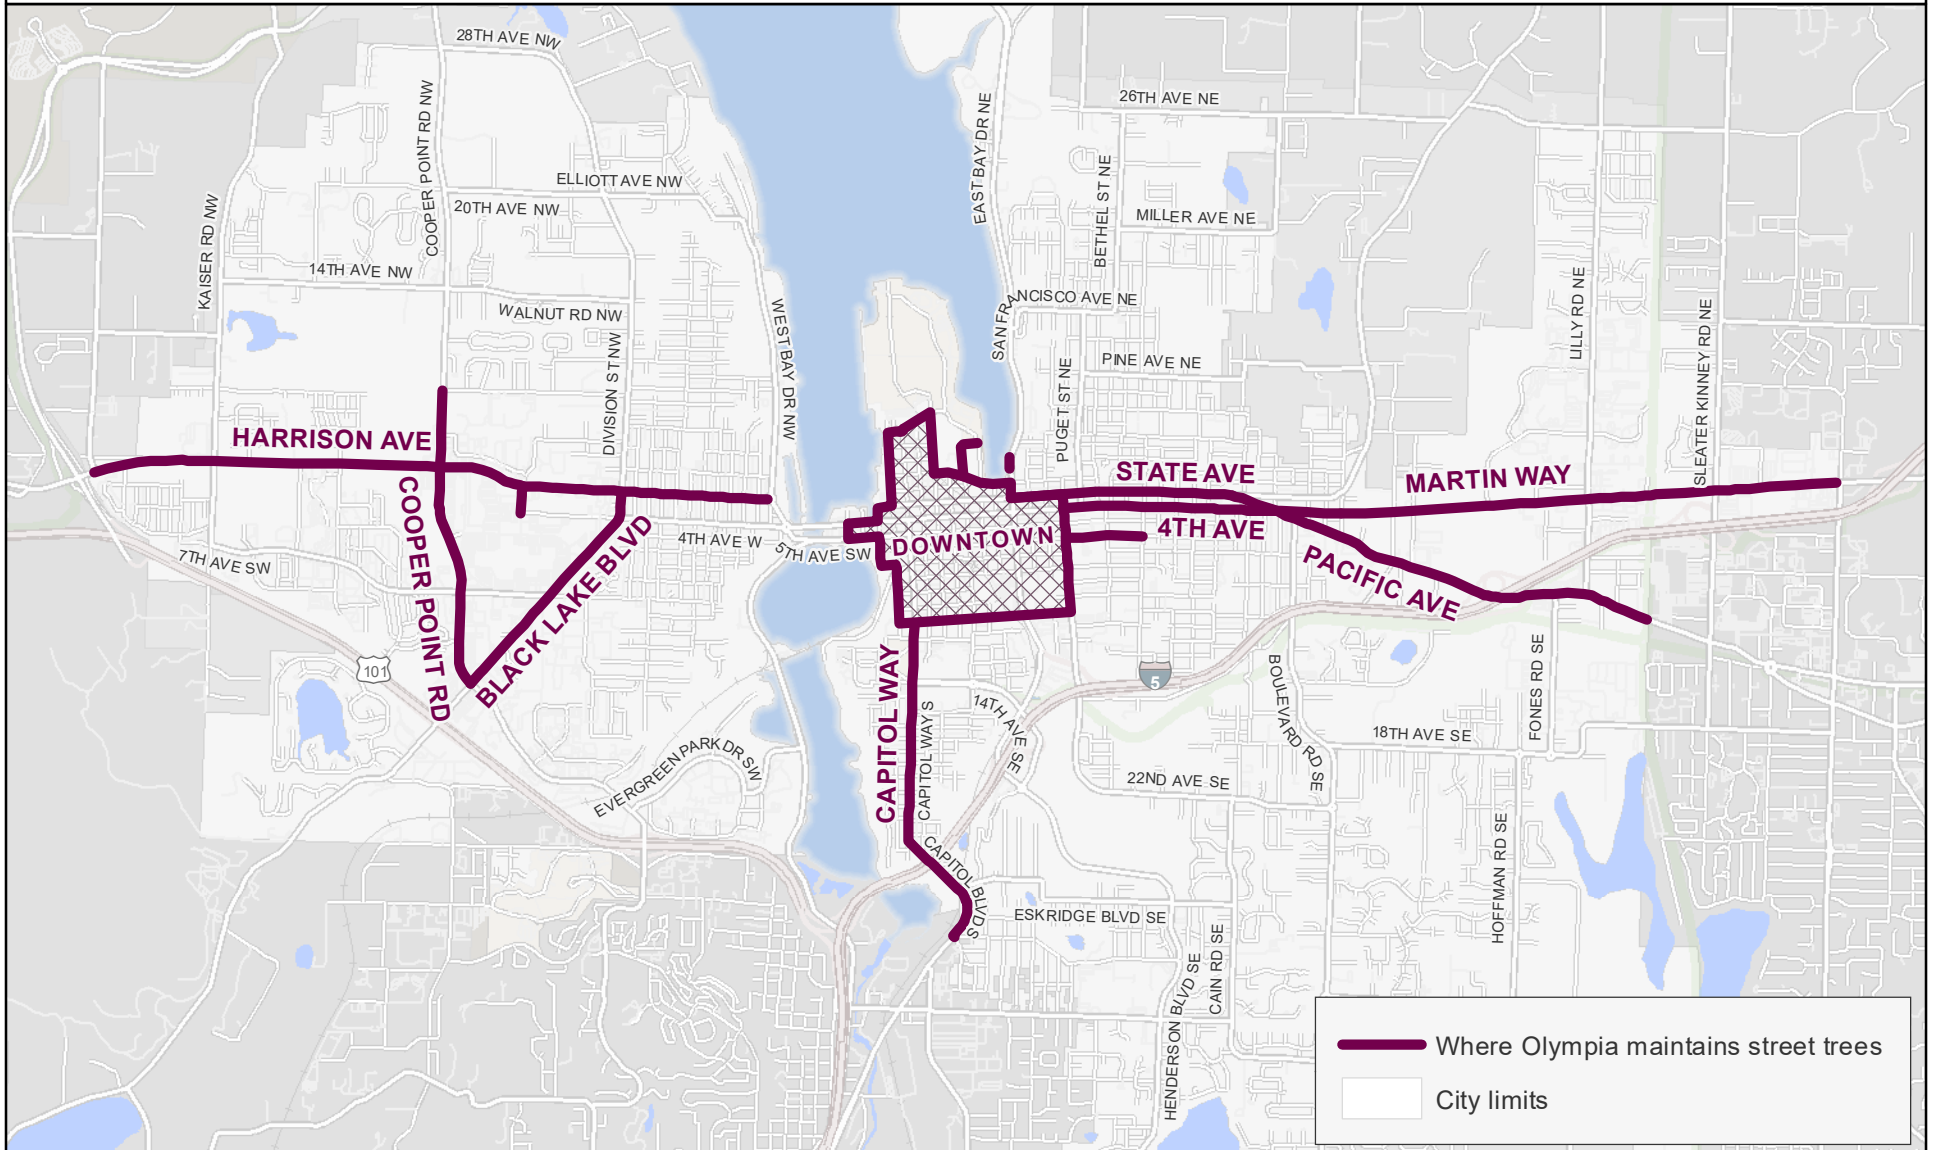 28TH AVE NW
COOPER POINT RD NW
ELLIOTT AVE NW
20TH AVE NW
KAISER RD NW
14TH AVE NW
WALNUT RD NW
DIVISION ST NW
WEST BAY DR NW
EAST BAY DR NE
26TH AVE NE
BETHEL ST NE
MILLER AVE NE
SAN FRANCISCO AVE NE
PINE AVE NE
PUGET ST NE
LILLY RD NE
SLEATER KINNEY RD NE
HARRISON AVE
STATE AVE
MARTIN WAY
4TH AVE
DOWNTOWN
PACIFIC AVE
COOPER POINT RD
BLACK LAKE BLVD
4TH AVE W
5TH AVE SW
7TH AVE SW
101
5
CAPITOL WAY
CAPITOL WAY S
14TH AVE SE
BOULEVARD RD SE
FONES RD SE
18TH AVE SE
22ND AVE SE
EVERGREEN PARK DR SW
CAPITOL BLVD S
ESKRIDGE BLVD SE
HOFFMAN RD SE
CAIN RD SE
HENDERSON BLVD SE
Where Olympia maintains street trees
City limits